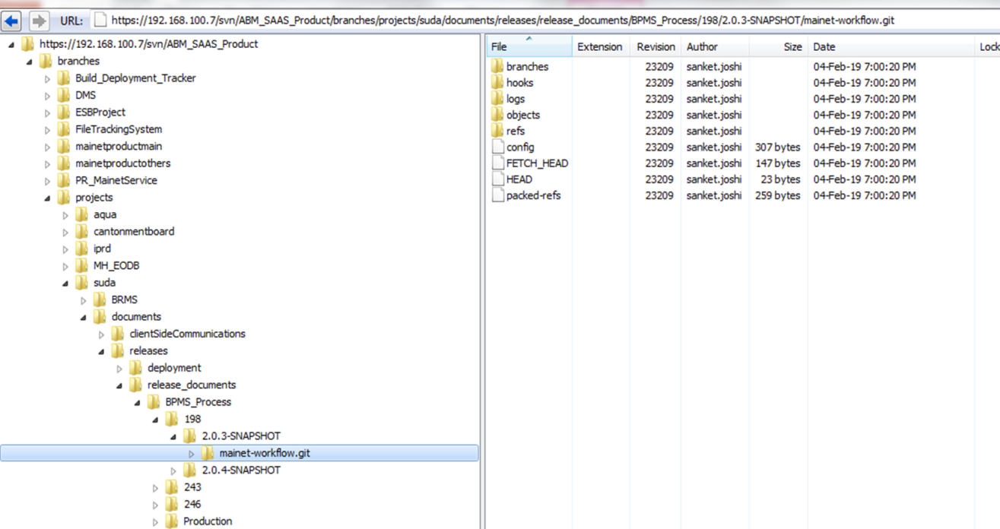 URL: https://192.168.100.7/svn/ABM_SAAS_Product/branches/projects/suda/documents/releases/release_documents/BPMS_Process/198/2.0.3-SNAPSHOT/mainet-workflow.git
https://192.168.100.7/svn/ABM_SAAS_Product
branches
Build_Deployment_Tracker
DMS
ESBProject
FileTrackingSystem
mainetproductmain
mainetproductothers
PR_MainetService
projects
aqua
cantonmentboard
iprd
MH_EODB
suda
BRMS
documents
clientSideCommunications
releases
deployment
release_documents
BPMS_Process
198
2.0.3-SNAPSHOT
mainet-workflow.git
2.0.4-SNAPSHOT
243
246
Production
File Extension Revision Author Size Date Lock
branches 23209 sanket.joshi 04-Feb-19 7:00:20 PM
hooks 23209 sanket.joshi 04-Feb-19 7:00:20 PM
logs 23209 sanket.joshi 04-Feb-19 7:00:20 PM
objects 23209 sanket.joshi 04-Feb-19 7:00:20 PM
refs 23209 sanket.joshi 04-Feb-19 7:00:20 PM
config 23209 sanket.joshi 307 bytes 04-Feb-19 7:00:20 PM
FETCH_HEAD 23209 sanket.joshi 147 bytes 04-Feb-19 7:00:20 PM
HEAD 23209 sanket.joshi 23 bytes 04-Feb-19 7:00:20 PM
packed-refs 23209 sanket.joshi 259 bytes 04-Feb-19 7:00:20 PM